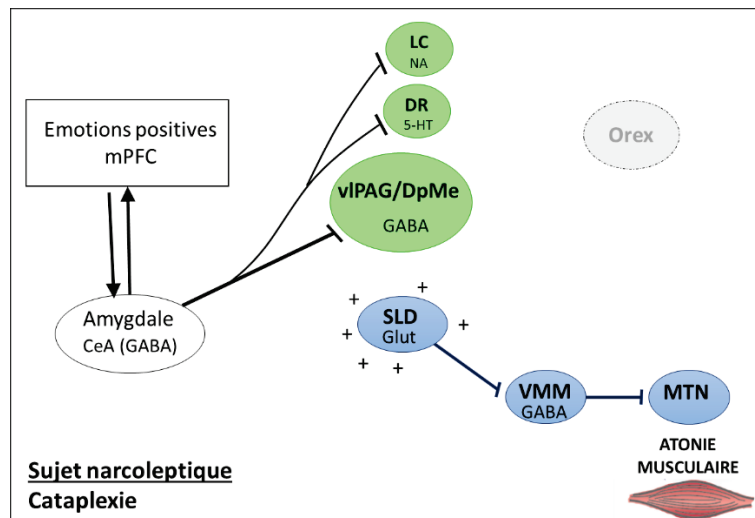 LC
NA
DR
5-HT
Emotions positives
mPFC
Orex
vlPAG/DpMe
GABA
Amygdale
CeA (GABA)
+
+
+
+
+
+
SLD
Glut
VMM
GABA
MTN
ATONIE
MUSCULAIRE
Sujet narcoleptique
Cataplexie